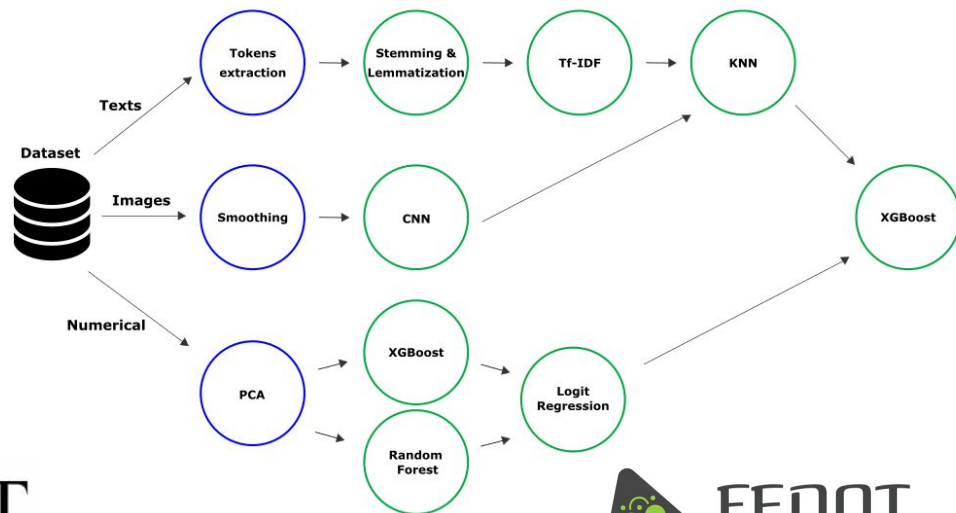 Tokens
extraction
Stemming &
Lemmatization
Tf-IDF
KNN
Texts
Dataset
Images
Smoothing
CNN
XGBoost
Numerical
PCA
XGBoost
Random
Forest
Logit
Regression